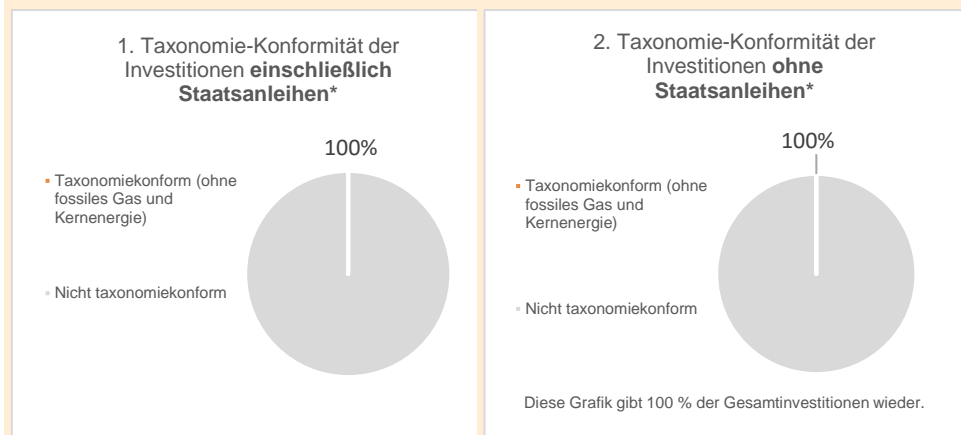 1. Taxonomie-Konformität der
Investitionen einschließlich
Staatsanleihen*
100%
Taxonomiekonform (ohne
fossiles Gas und
Kernenergie)
Nicht taxonomiekonform
2. Taxonomie-Konformität der
Investitionen ohne
Staatsanleihen*
100%
Taxonomiekonform (ohne
fossiles Gas und
Kernenergie)
Nicht taxonomiekonform
Diese Grafik gibt 100 % der Gesamtinvestitionen wieder.